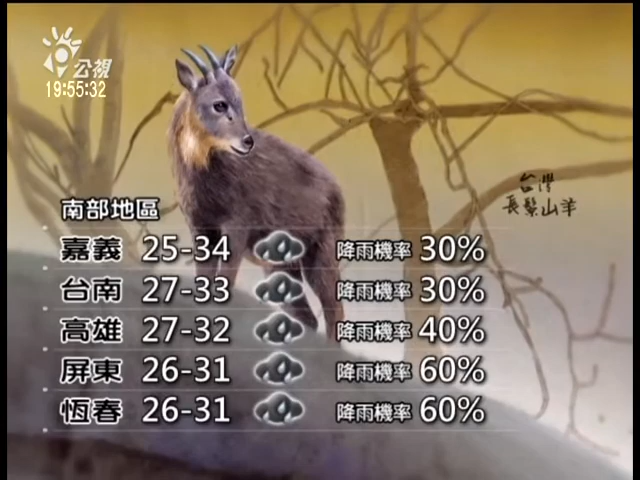 公視
19:55:32
台灣
長鬃山羊
南部地區
嘉義 25-34 降雨機率 30%
台南 27-33 降雨機率 30%
高雄 27-32 降雨機率 40%
屏東 26-31 降雨機率 60%
恆春 26-31 降雨機率 60%